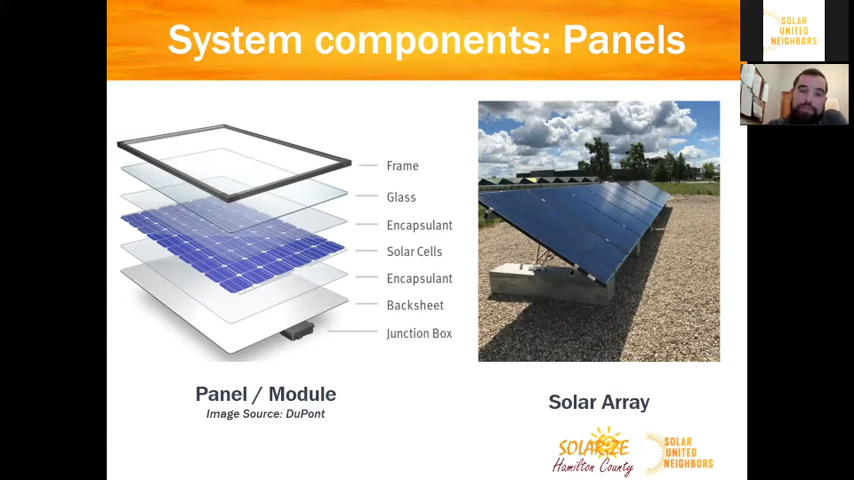 System components: Panels
SOLAR
UNITED
NEIGHBORS
Frame
Glass
Encapsulant
Solar Cells
Encapsulant
Backsheet
Junction Box
Panel / Module
Image Source: DuPont
Solar Array
SOLARIZE
Hamilton County
SOLAR
UNITED
NEIGHBORS